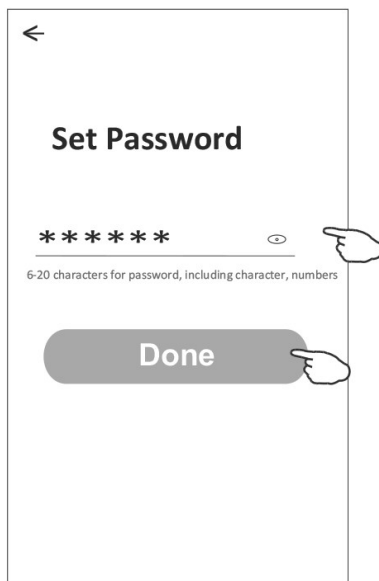 Set Password
******
6-20 characters for password, including character, numbers
Done